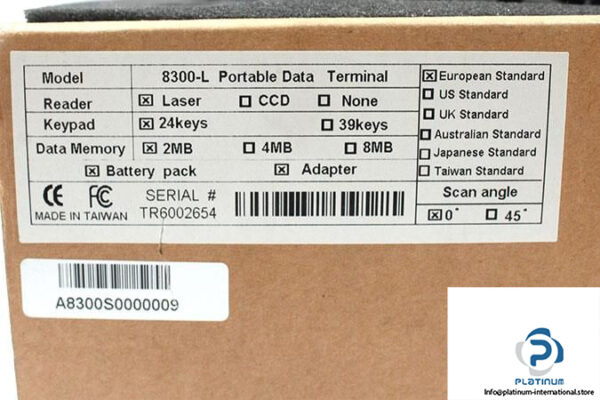 Model 8300-L Portable Data Terminal
Reader ☒ Laser ☐ CCD ☐ None
Keypad ☒ 24keys ☐ 39keys
Data Memory ☒ 2MB ☐ 4MB ☐ 8MB
☒ Battery pack ☒ Adapter
☒ European Standard
☐ US Standard
☐ UK Standard
☐ Australian Standard
☐ Japanese Standard
☐ Taiwan Standard
Scan angle
☒ 0° ☐ 45°
CE FC SERIAL #
MADE IN TAIWAN TR6002654
A8300S0000009
PLATINUM
Info@platinum-international.store